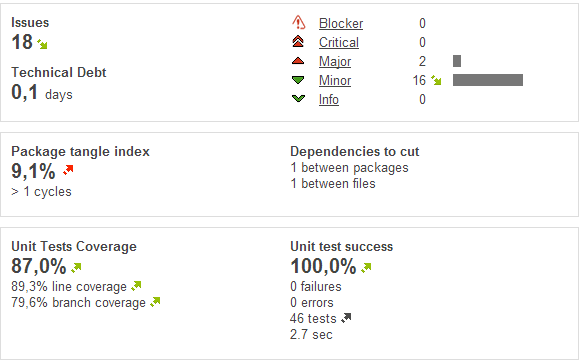 Issues
18
Technical Debt
0,1 days
Blocker 0
Critical 0
Major 2
Minor 16
Info 0
Package tangle index
9,1%
> 1 cycles
Dependencies to cut
1 between packages
1 between files
Unit Tests Coverage
87,0%
89,3% line coverage
79,6% branch coverage
Unit test success
100,0%
0 failures
0 errors
46 tests
2.7 sec